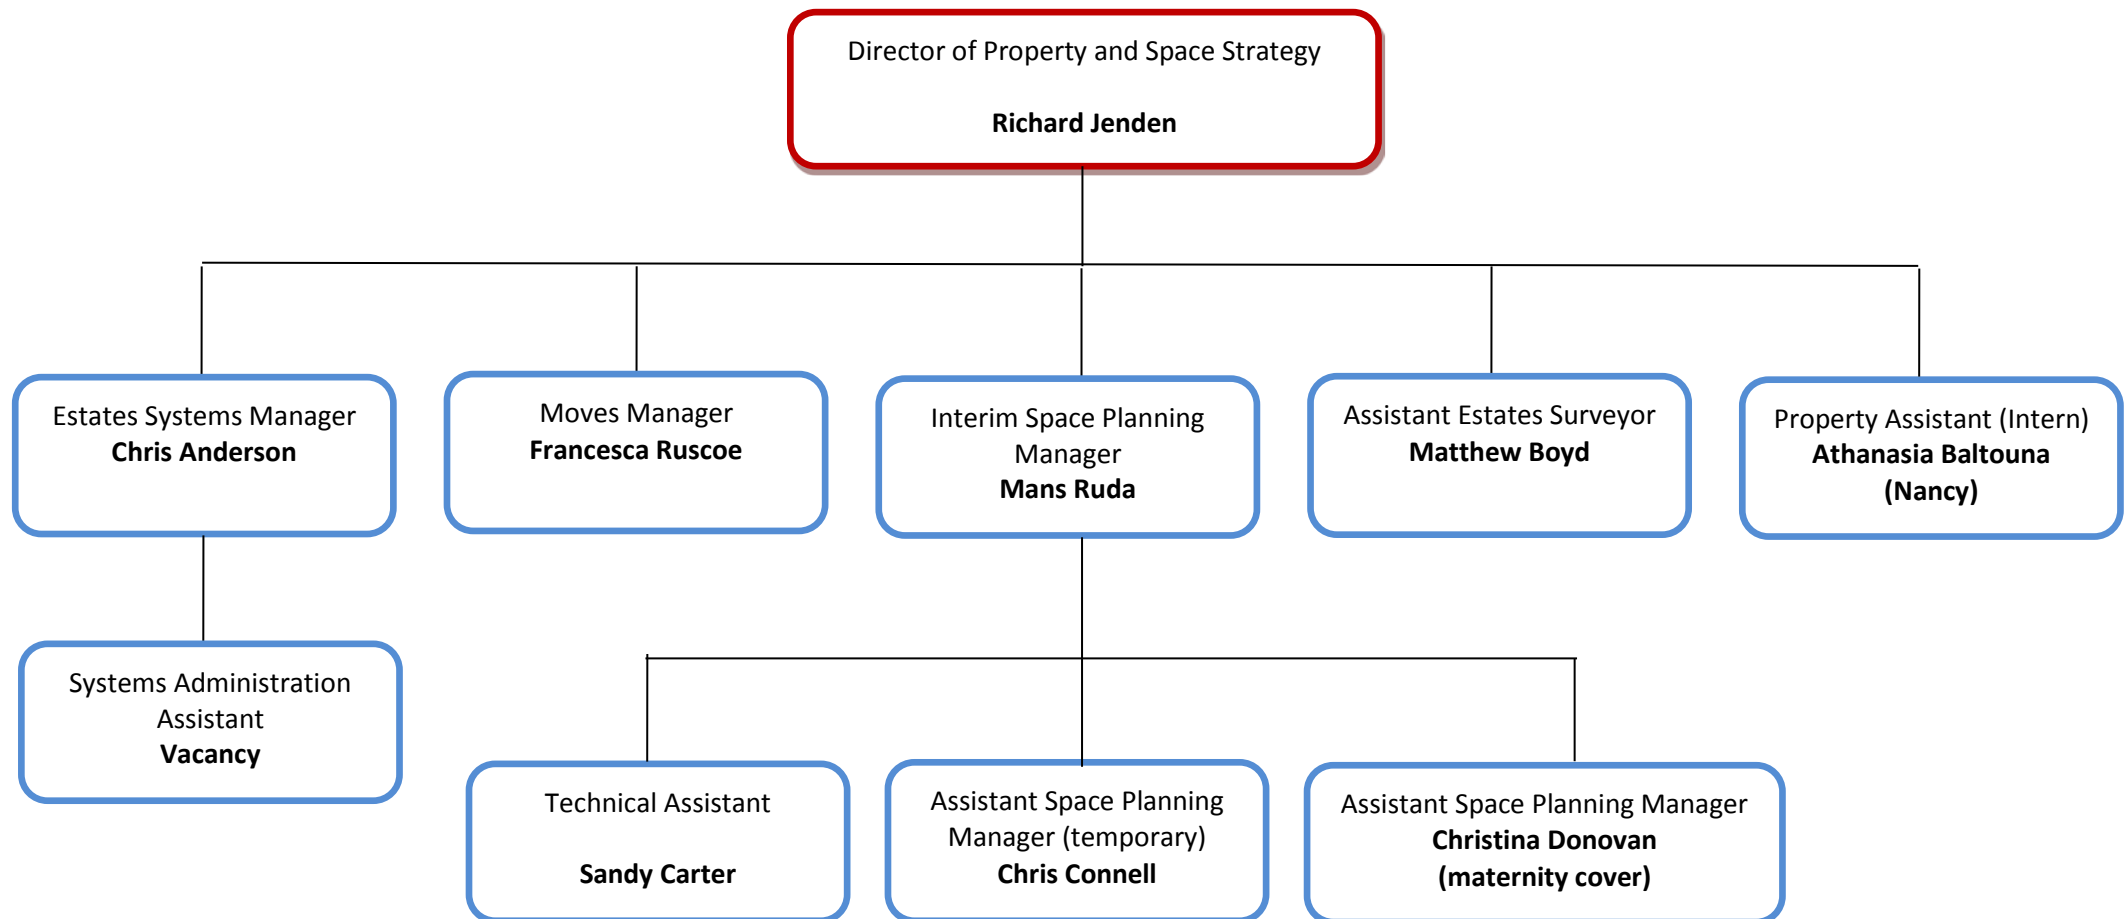 Director of Property and Space Strategy
Richard Jenden
Estates Systems Manager
Chris Anderson
Moves Manager
Francesca Ruscoe
Interim Space Planning
Manager
Mans Ruda
Assistant Estates Surveyor
Matthew Boyd
Property Assistant (Intern)
Athanasia Baltouna
(Nancy)
Systems Administration
Assistant
Vacancy
Technical Assistant
Sandy Carter
Assistant Space Planning
Manager (temporary)
Chris Connell
Assistant Space Planning Manager
Christina Donovan
(maternity cover)